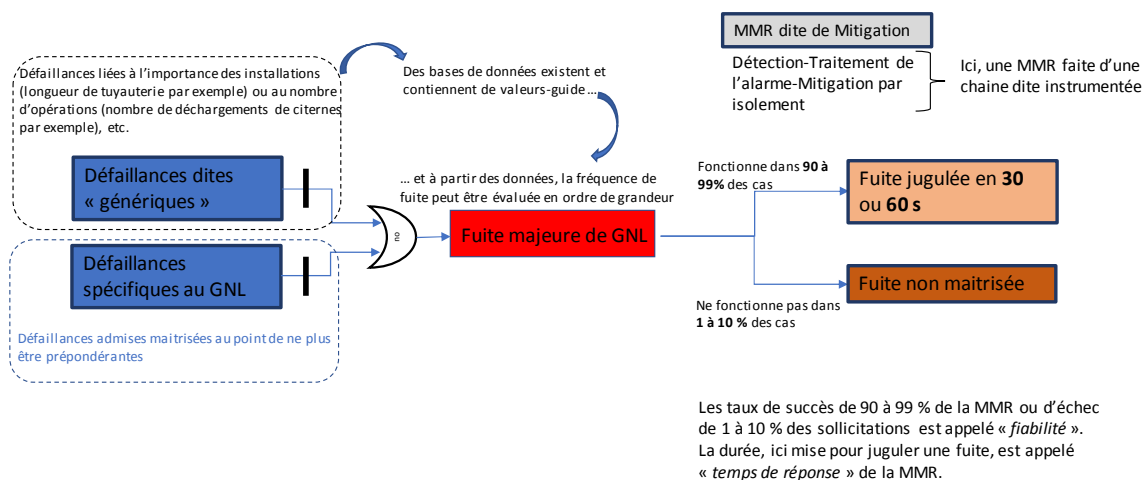 MMR dite de Mitigation
Détection-Traitement de
l'alarme-Mitigation par
isolement
Ici, une MMR faite d'une
chaine dite instrumentée
Défaillances liées à l'importance des installations
(longueur de tuyauterie par exemple) ou au nombre
d'opérations (nombre de déchargements de citernes
par exemple), etc.
Des bases de données existent et
contiennent de valeurs-guide …
Défaillances dites
« génériques »
… et à partir des données, la fréquence de
fuite peut être évaluée en ordre de grandeur
Fonctionne dans 90 à
99% des cas
Fuite jugulée en 30
ou 60 s
ou
Fuite majeure de GNL
Défaillances
spécifiques au GNL
Fuite non maitrisée
Ne fonctionne pas dans
1 à 10 % des cas
Défaillances admises maitrisées au point de ne plus
être prépondérantes
Les taux de succès de 90 à 99 % de la MMR ou d'échec
de 1 à 10 % des sollicitations est appelé « fiabilité ».
La durée, ici mise pour juguler une fuite, est appelé
« temps de réponse » de la MMR.